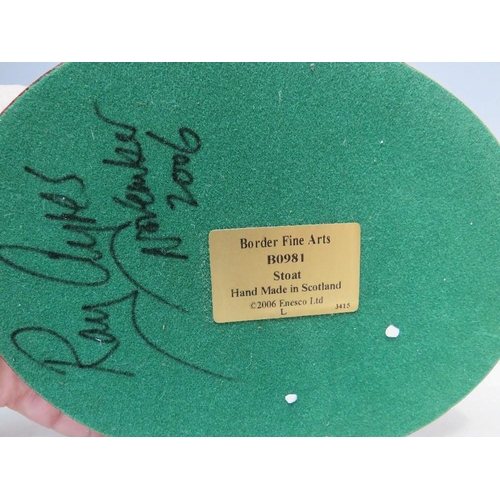 Ray Ayres
November
2006
Border Fine Arts
B0981
Stoat
Hand Made in Scotland
©2006 Enesco Ltd
L
3415